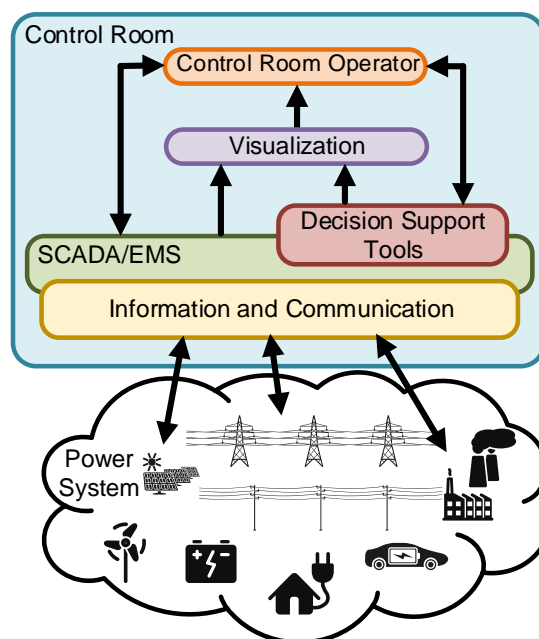 Control Room
Control Room Operator
Visualization
Decision Support
Tools
SCADA/EMS
Information and Communication
Power
System